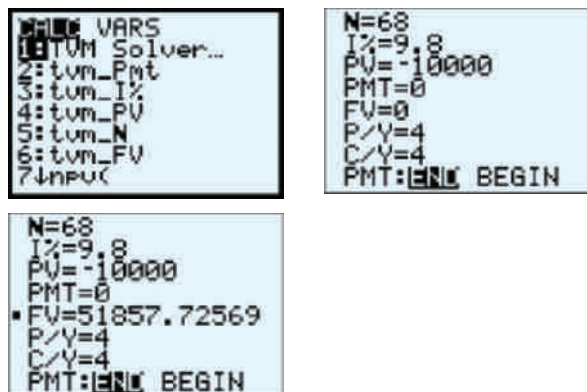 CALC VARS
1:TVM Solver…
2:tvm_Pmt
3:tvm_I%
4:tvm_PV
5:tvm_N
6:tvm_FV
7↓npv(
N=68
I%=9.8
PV=-10000
PMT=0
FV=0
P/Y=4
C/Y=4
PMT:END BEGIN
N=68
I%=9.8
PV=-10000
PMT=0
▪FV=51857.72569
P/Y=4
C/Y=4
PMT:END BEGIN